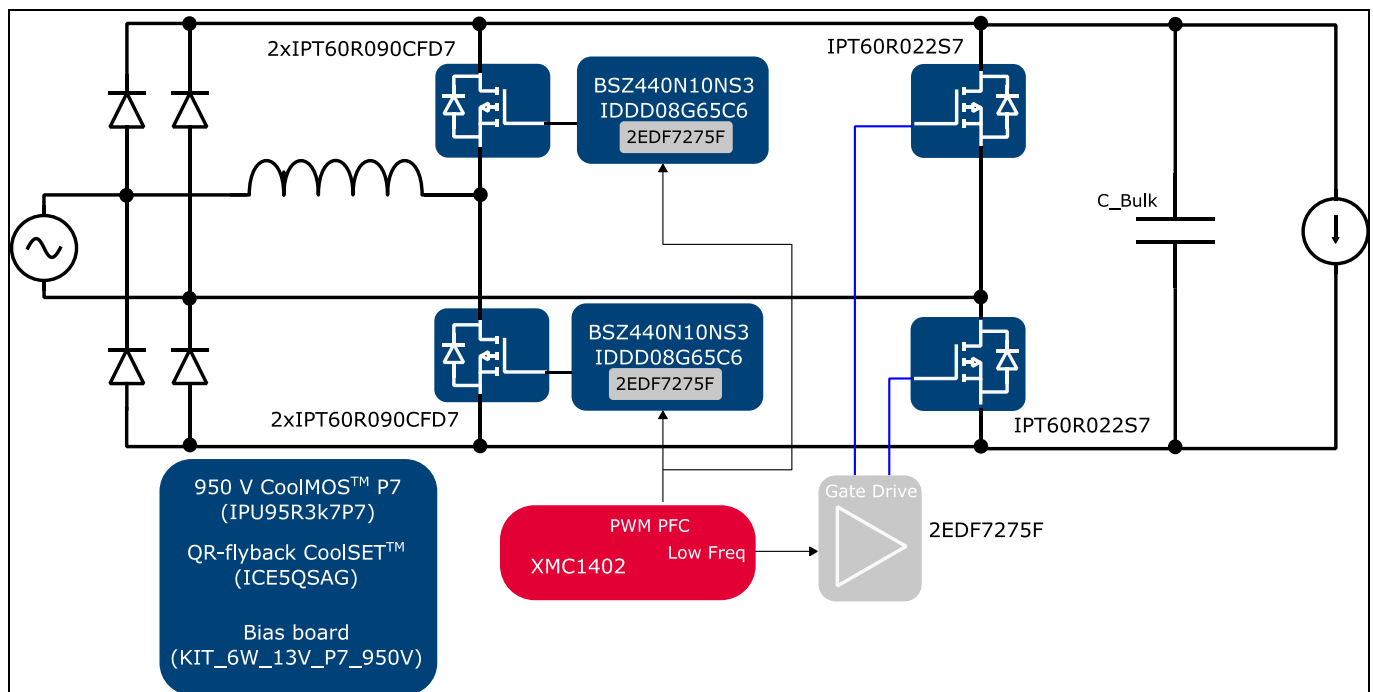 2xIPT60R090CFD7
IPT60R022S7
BSZ440N10NS3
IDDD08G65C6
2EDF7275F
C_Bulk
BSZ440N10NS3
IDDD08G65C6
2EDF7275F
2xIPT60R090CFD7
IPT60R022S7
950 V CoolMOS™ P7
(IPU95R3k7P7)
QR-flyback CoolSET™
(ICE5QSAG)
Bias board
(KIT_6W_13V_P7_950V)
PWM PFC
Low Freq
XMC1402
Gate Drive
2EDF7275F